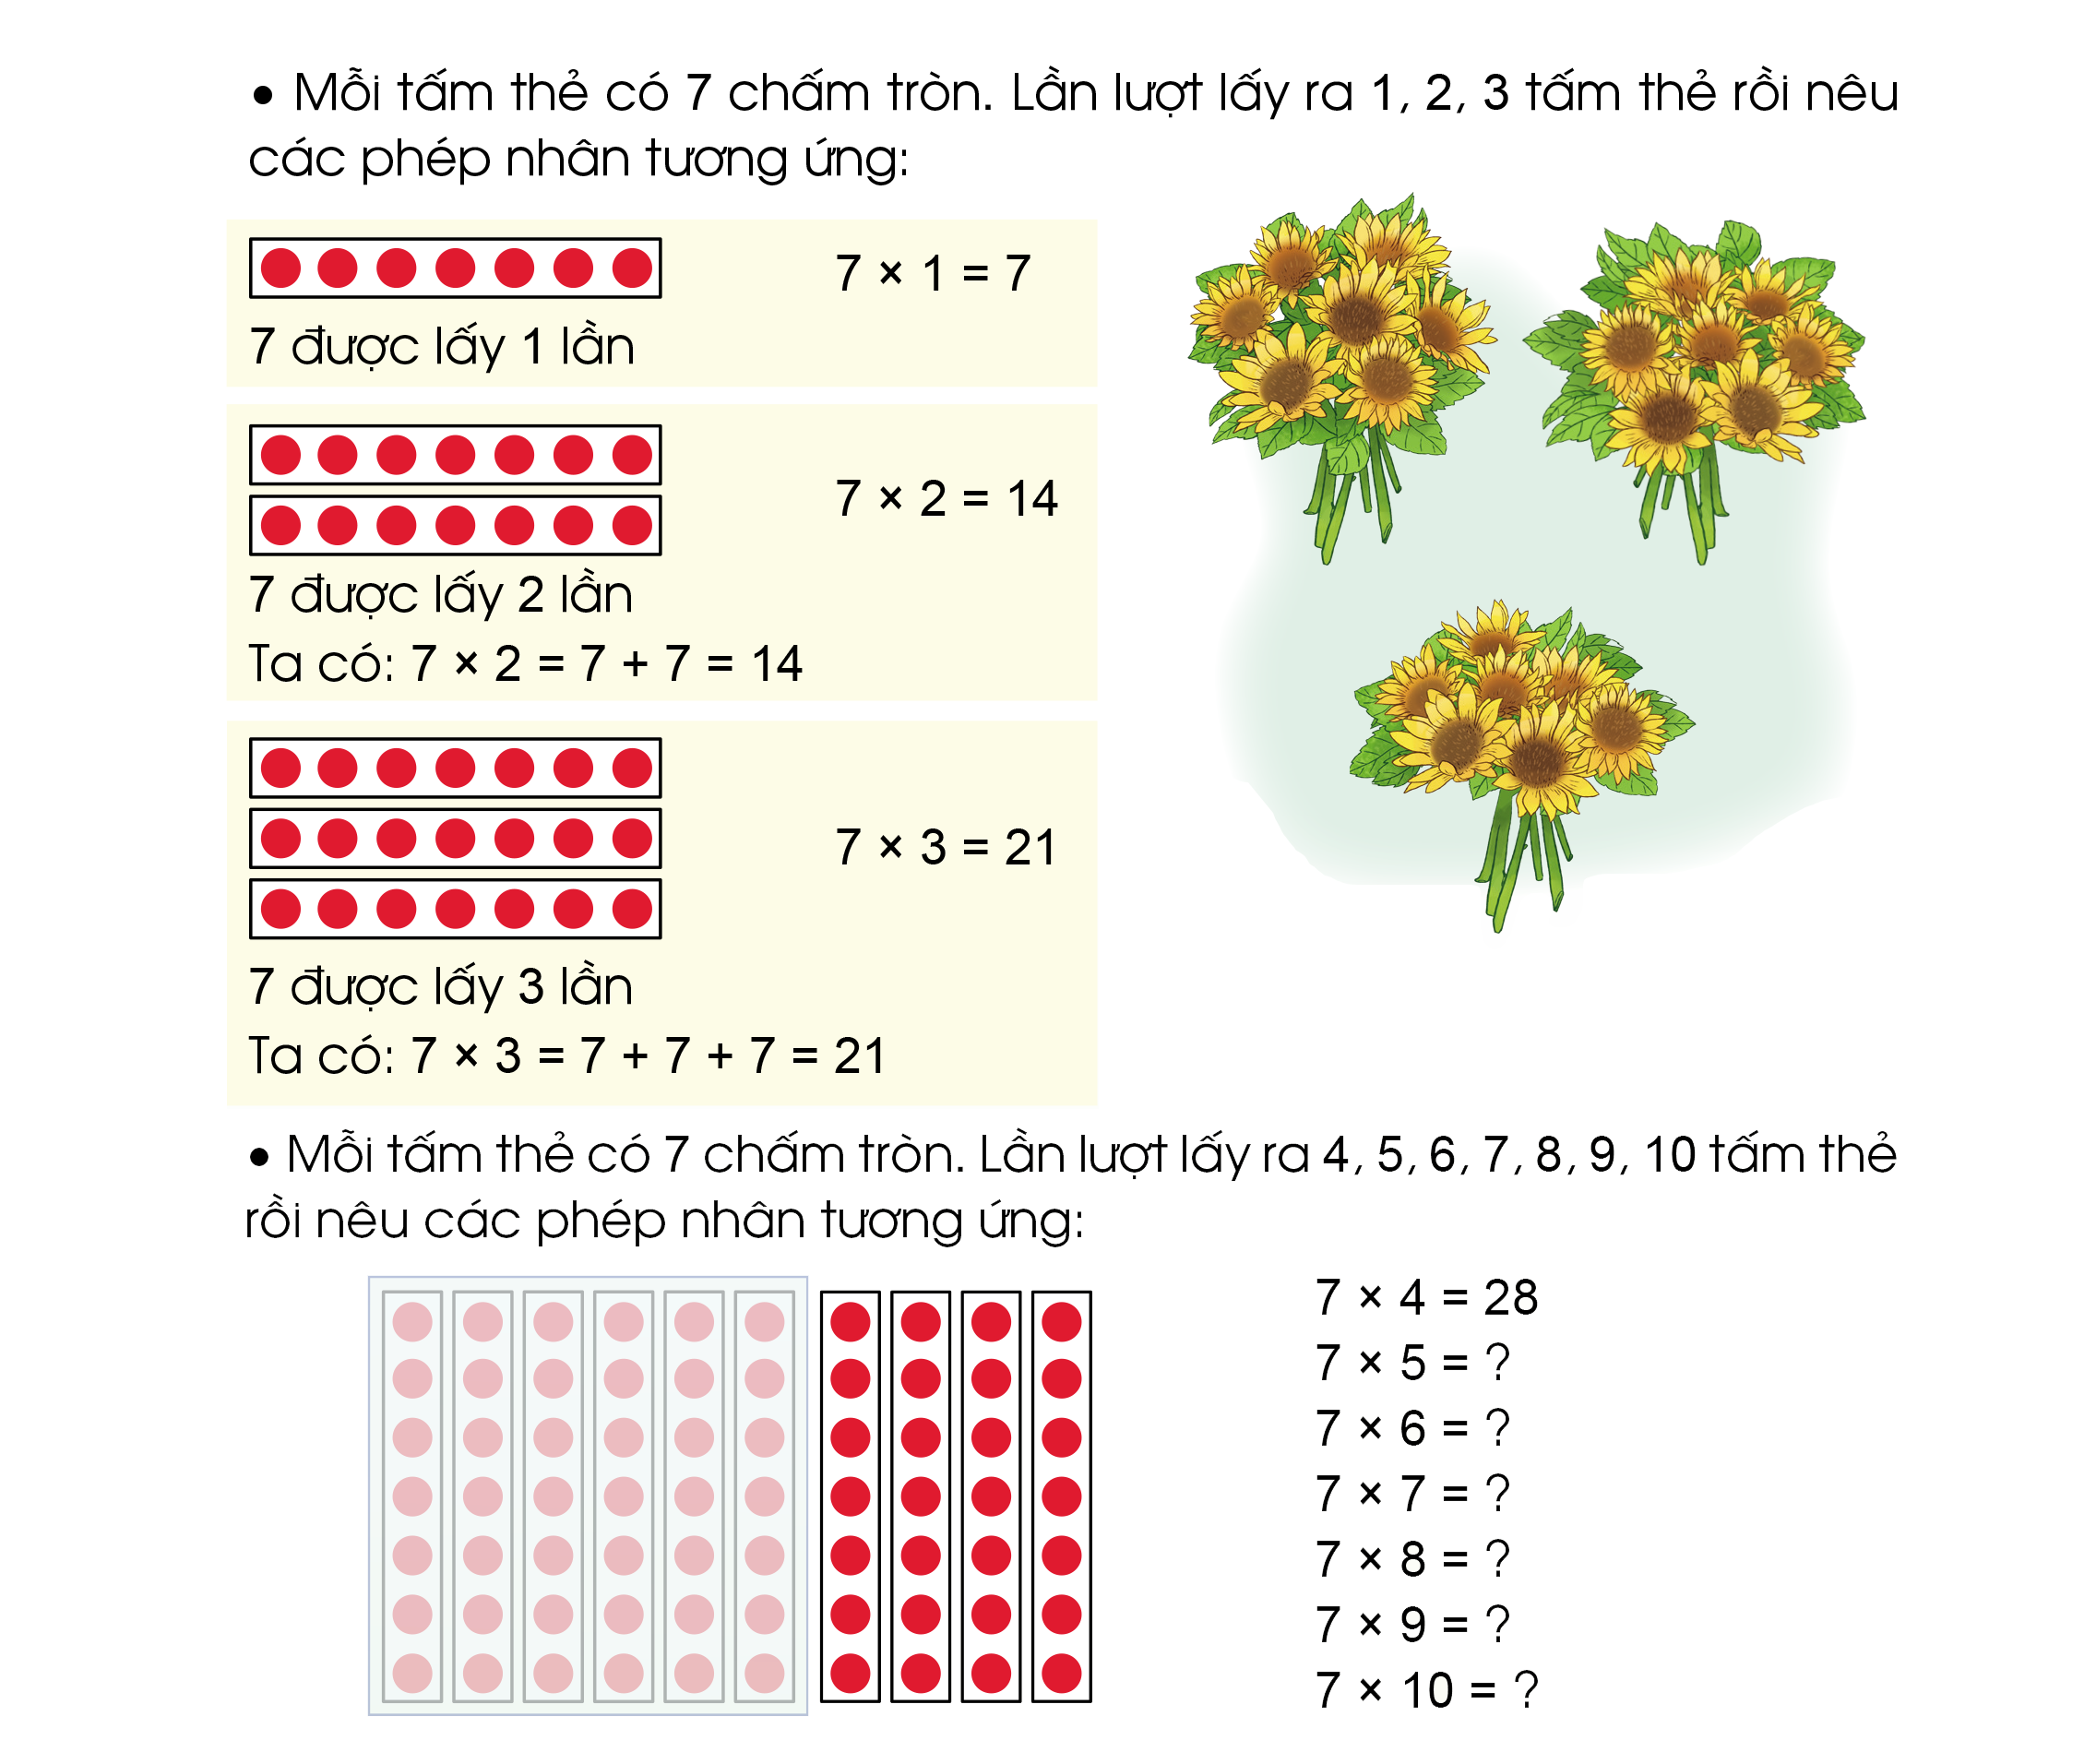 • Mỗi tấm thẻ có 7 chấm tròn. Lần lượt lấy ra 1, 2, 3 tấm thẻ rồi nêu
các phép nhân tương ứng:
7 × 1 = 7
7 được lấy 1 lần
7 × 2 = 14
7 được lấy 2 lần
Ta có: 7 × 2 = 7 + 7 = 14
7 × 3 = 21
7 được lấy 3 lần
Ta có: 7 × 3 = 7 + 7 + 7 = 21
• Mỗi tấm thẻ có 7 chấm tròn. Lần lượt lấy ra 4, 5, 6, 7, 8, 9, 10 tấm thẻ
rồi nêu các phép nhân tương ứng:
7 × 4 = 28
7 × 5 = ?
7 × 6 = ?
7 × 7 = ?
7 × 8 = ?
7 × 9 = ?
7 × 10 = ?